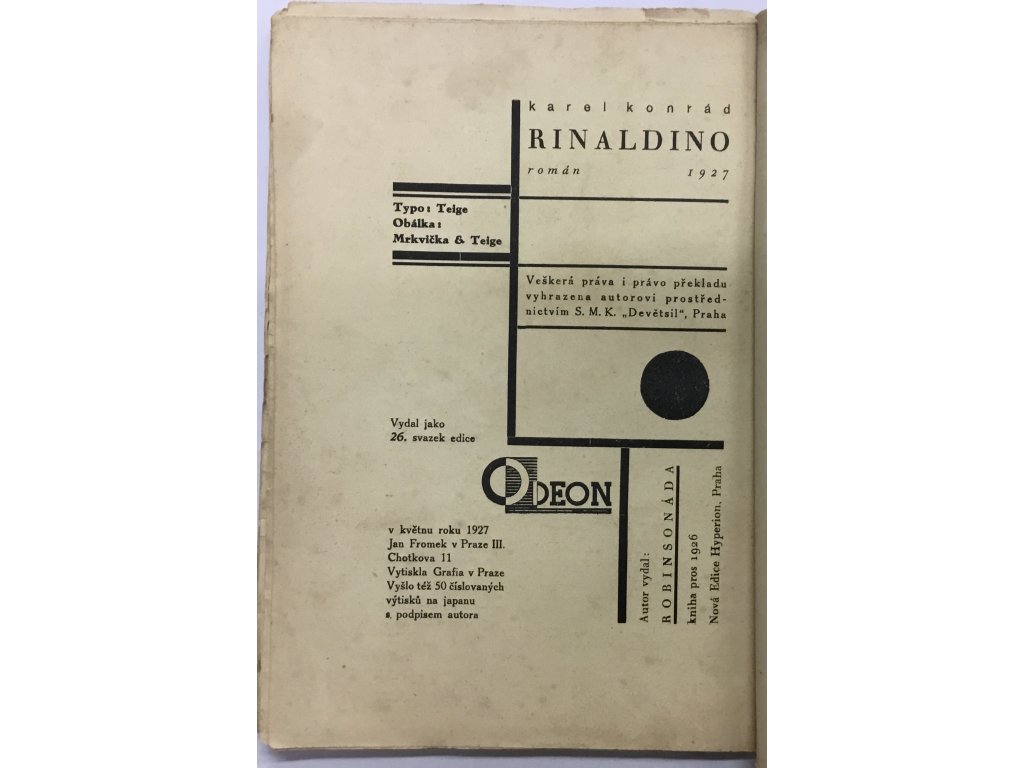 karel konrád
RINALDINO
román 1927
Typo: Teige
Obálka:
Mrkvička & Teige
Veškerá práva i právo překladu
vyhrazena autorovi prostřed-
nictvím S. M. K. „Devětsil“, Praha
Vydal jako
26. svazek edice
ODEON
v květnu roku 1927
Jan Fromek v Praze III.
Chotkova 11
Vytiskla Grafia v Praze
Vyšlo též 50 číslovaných
výtisků na japanu
s podpisem autora
Autor vydal:
ROBINSONÁDA
kniha pros 1926
Nová Edice Hyperion, Praha